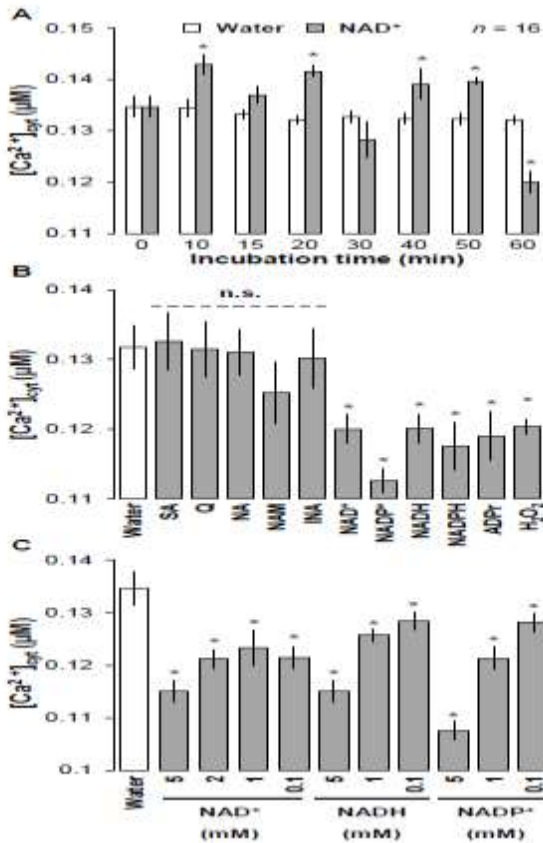 A
Water NAD⁺ n = 16
[Ca²⁺]cyt (μM)
0.15
0.14
0.13
0.12
0.11
0 10 15 20 30 40 50 60
Incubation time (min)
B
n.s.
[Ca²⁺]cyt (μM)
0.14
0.13
0.12
0.11
Water SA Q NA NAM INA NAD⁺ NADP⁺ NADH NADPH ADPr H₂O₂
C
[Ca²⁺]cyt (μM)
0.14
0.13
0.12
0.11
0.1
Water 5 2 1 0.1 5 1 0.1 5 1 0.1
NAD⁺ NADH NADP⁺
(mM) (mM) (mM)